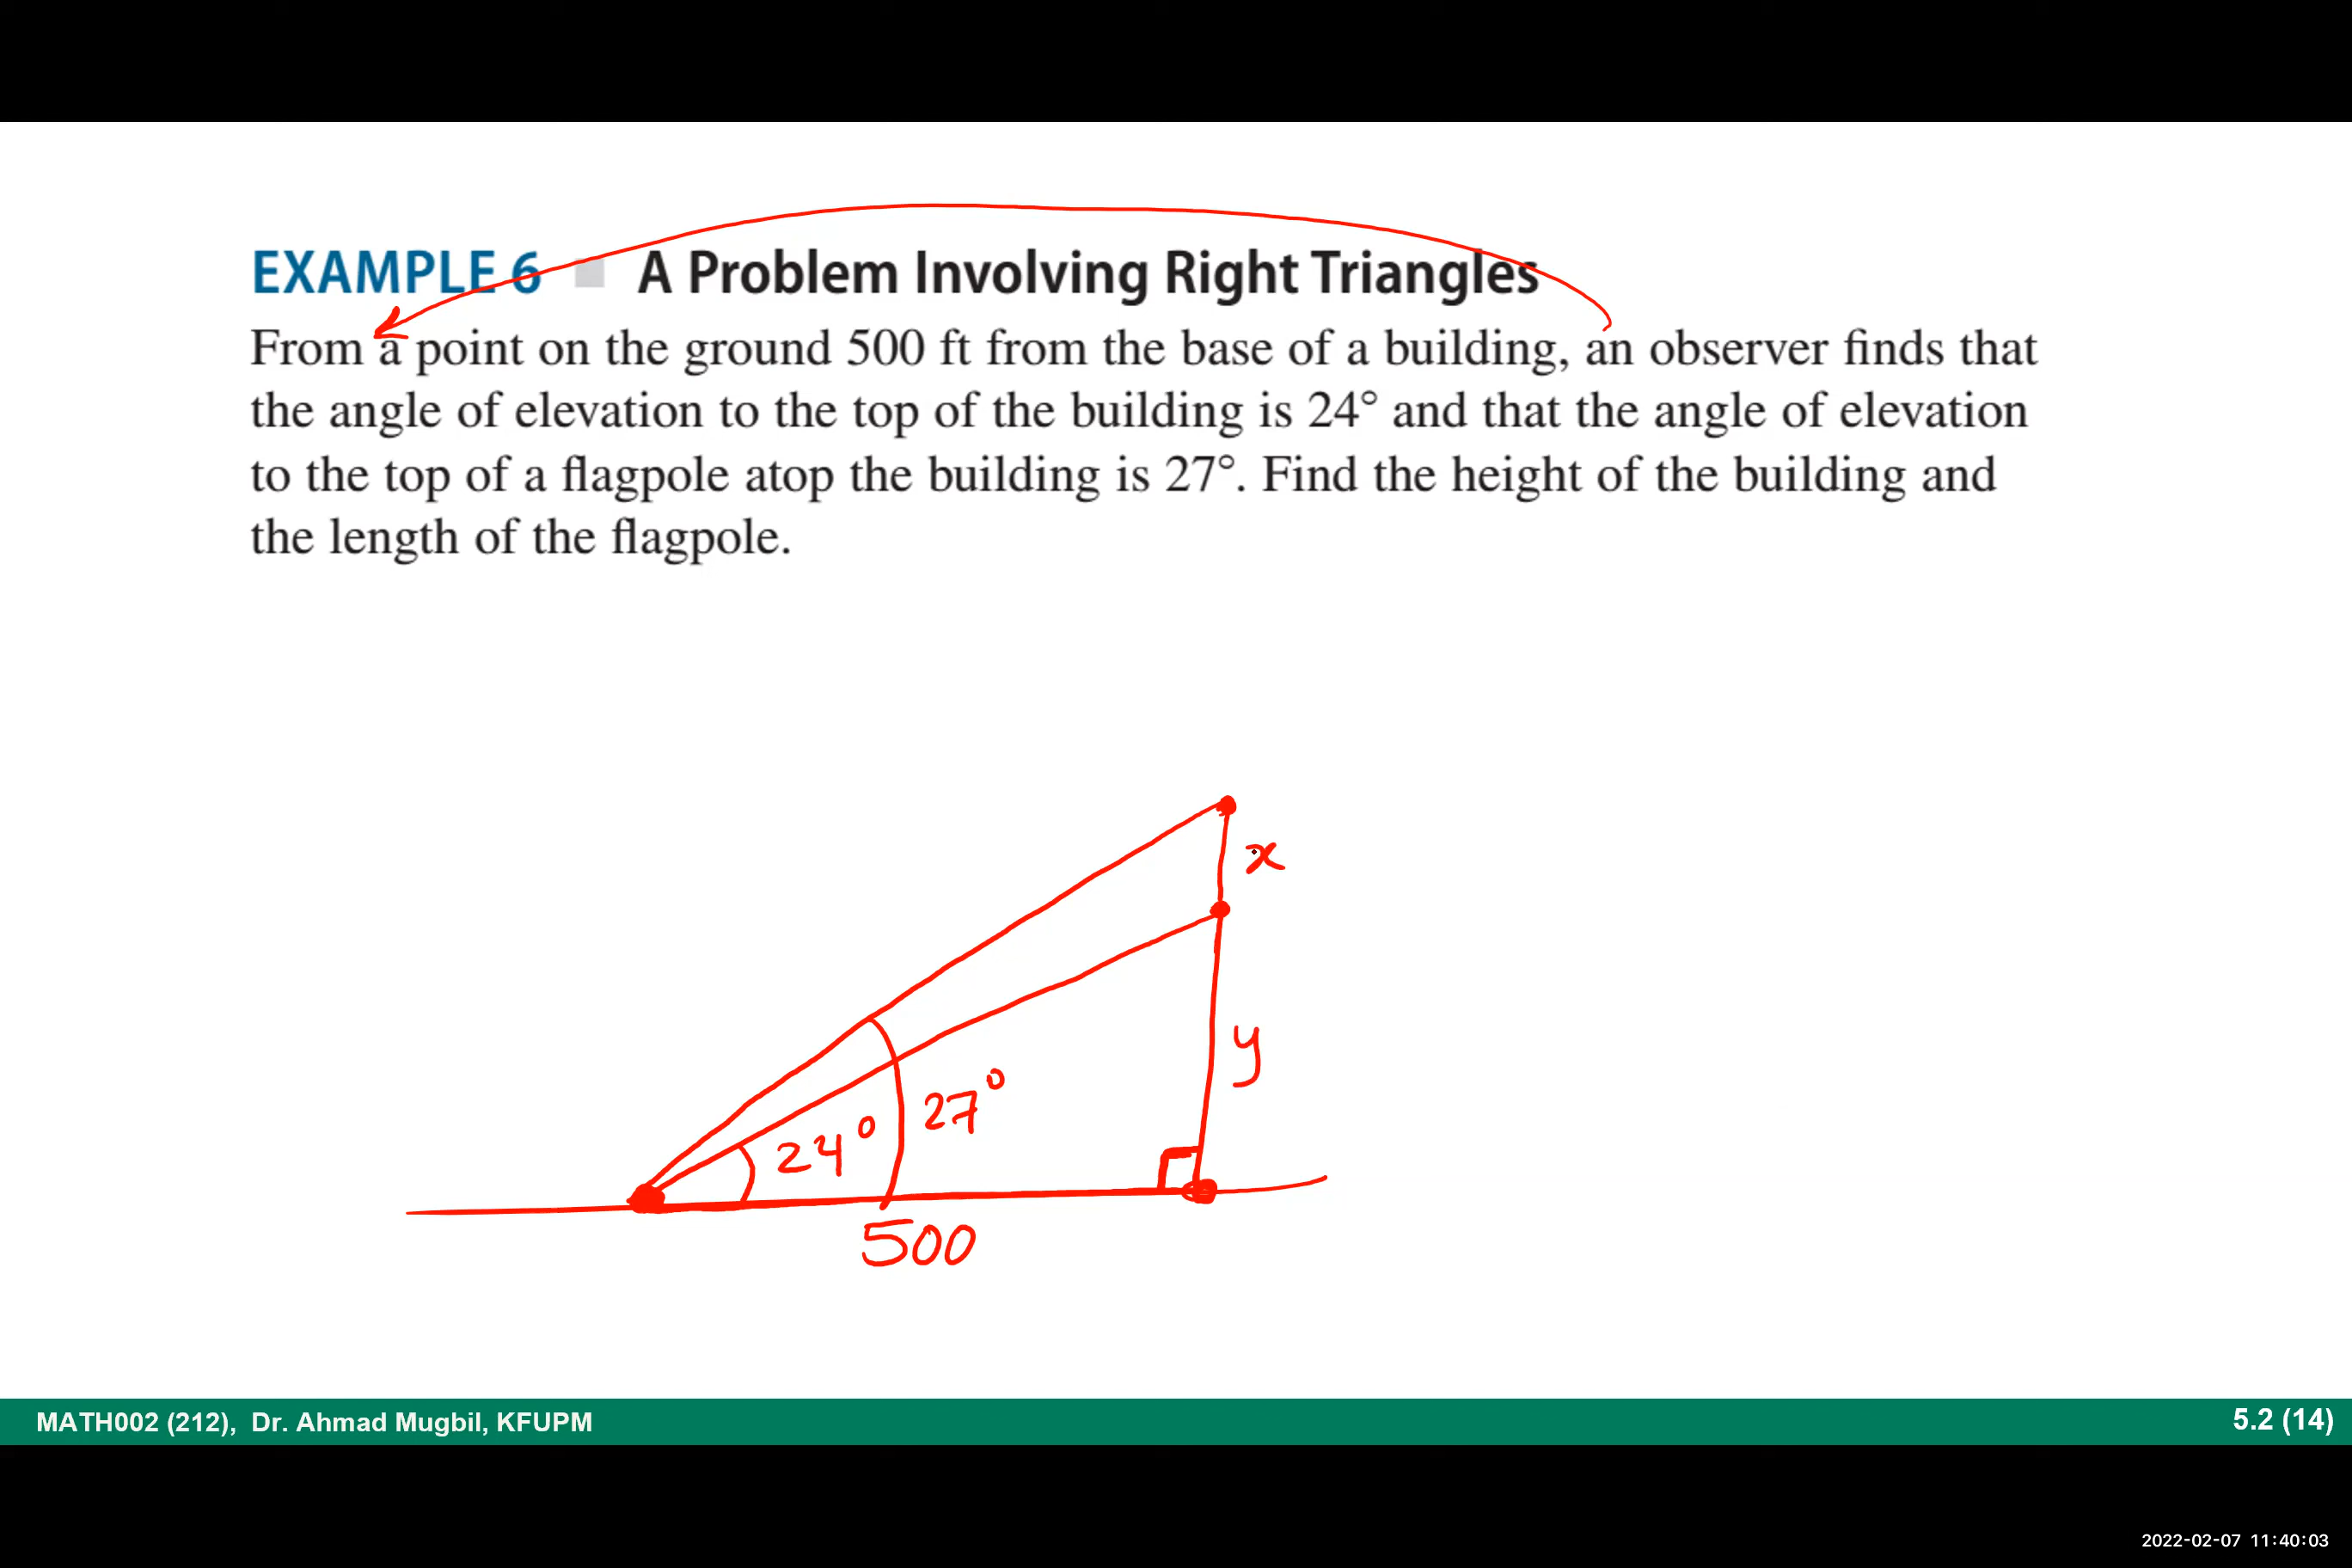 EXAMPLE 6 ■ A Problem Involving Right Triangles
From a point on the ground 500 ft from the base of a building, an observer finds that
the angle of elevation to the top of the building is 24° and that the angle of elevation
to the top of a flagpole atop the building is 27°. Find the height of the building and
the length of the flagpole.
x
y
27°
24°
500
MATH002 (212), Dr. Ahmad Mugbil, KFUPM
5.2 (14)
2022-02-07 11:40:03